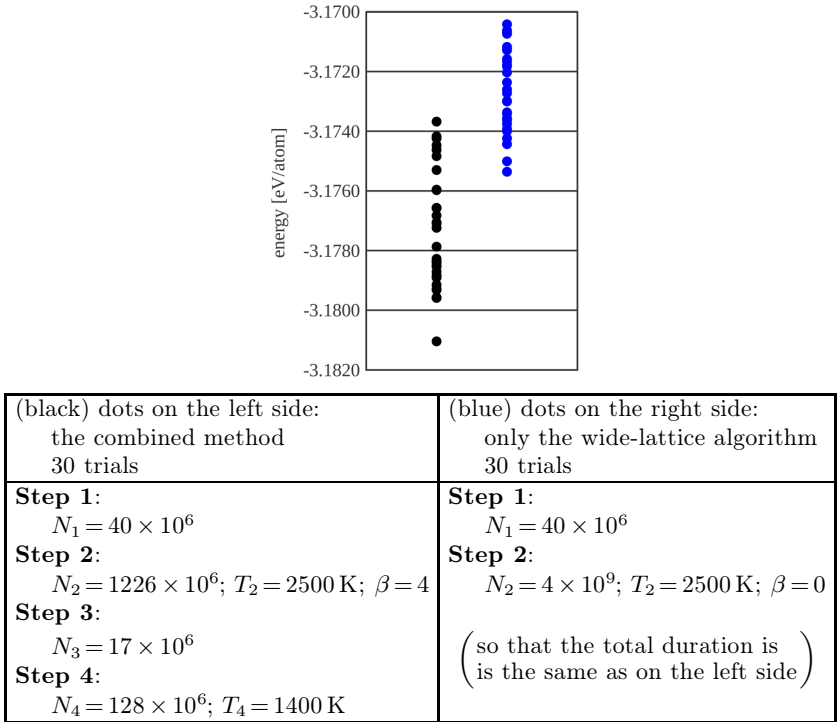 -3.1700
-3.1720
-3.1740
-3.1760
-3.1780
-3.1800
-3.1820
energy [eV/atom]
(black) dots on the left side:
the combined method
30 trials
Step 1:
N₁ = 40 × 10⁶
Step 2:
N₂ = 1226 × 10⁶; T₂ = 2500 K; β = 4
Step 3:
N₃ = 17 × 10⁶
Step 4:
N₄ = 128 × 10⁶; T₄ = 1400 K
(blue) dots on the right side:
only the wide-lattice algorithm
30 trials
Step 1:
N₁ = 40 × 10⁶
Step 2:
N₂ = 4 × 10⁹; T₂ = 2500 K; β = 0
(so that the total duration is
is the same as on the left side)